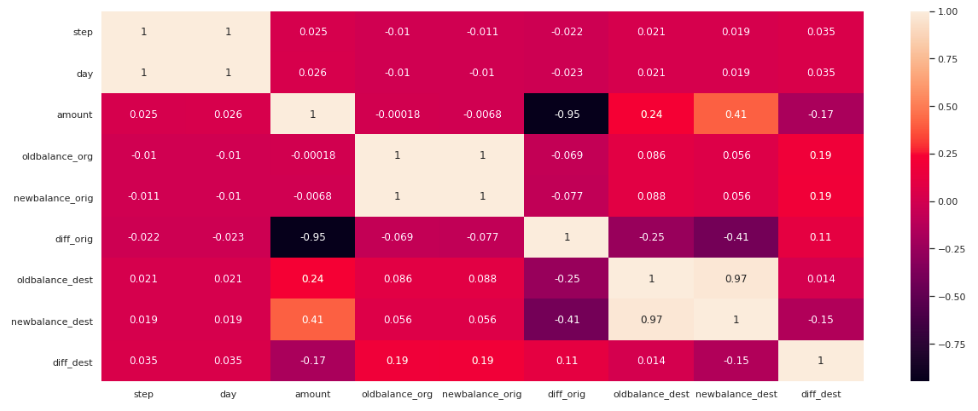 step 1 1 0.025 -0.01 -0.011 -0.022 0.021 0.019 0.035
day 1 1 0.026 -0.01 -0.01 -0.023 0.021 0.019 0.035
amount 0.025 0.026 1 -0.00018 -0.0068 -0.95 0.24 0.41 -0.17
oldbalance_org -0.01 -0.01 -0.00018 1 1 -0.069 0.086 0.056 0.19
newbalance_orig -0.011 -0.01 -0.0068 1 1 -0.077 0.088 0.056 0.19
diff_orig -0.022 -0.023 -0.95 -0.069 -0.077 1 -0.25 -0.41 0.11
oldbalance_dest 0.021 0.021 0.24 0.086 0.088 -0.25 1 0.97 0.014
newbalance_dest 0.019 0.019 0.41 0.056 0.056 -0.41 0.97 1 -0.15
diff_dest 0.035 0.035 -0.17 0.19 0.19 0.11 0.014 -0.15 1
step day amount oldbalance_org newbalance_orig diff_orig oldbalance_dest newbalance_dest diff_dest
1.00
0.75
0.50
0.25
0.00
-0.25
-0.50
-0.75